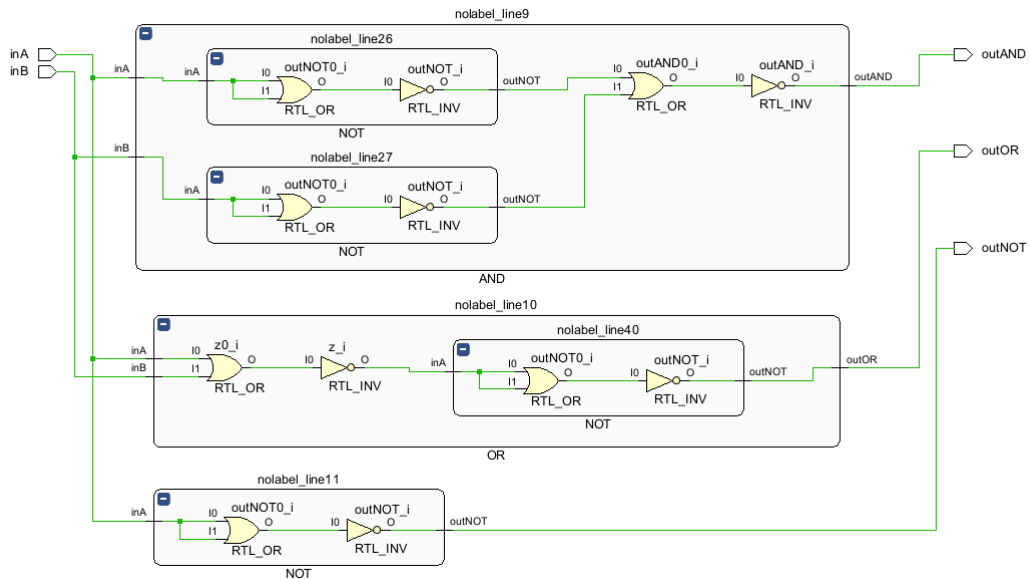 nolabel_line9
inA
inB
inA
nolabel_line26
inA
I0
I1
outNOT0_i
O
RTL_OR
I0
outNOT_i
O
RTL_INV
outNOT
NOT
I0
I1
outAND0_i
O
RTL_OR
I0
outAND_i
O
RTL_INV
outAND
outAND
inB
nolabel_line27
inA
I0
I1
outNOT0_i
O
RTL_OR
I0
outNOT_i
O
RTL_INV
outNOT
NOT
AND
outOR
outNOT
nolabel_line10
inA
inB
I0
I1
z0_i
O
RTL_OR
I0
z_i
O
RTL_INV
nolabel_line40
inA
I0
I1
outNOT0_i
O
RTL_OR
I0
outNOT_i
O
RTL_INV
outNOT
NOT
outOR
OR
nolabel_line11
inA
I0
I1
outNOT0_i
O
RTL_OR
I0
outNOT_i
O
RTL_INV
outNOT
NOT